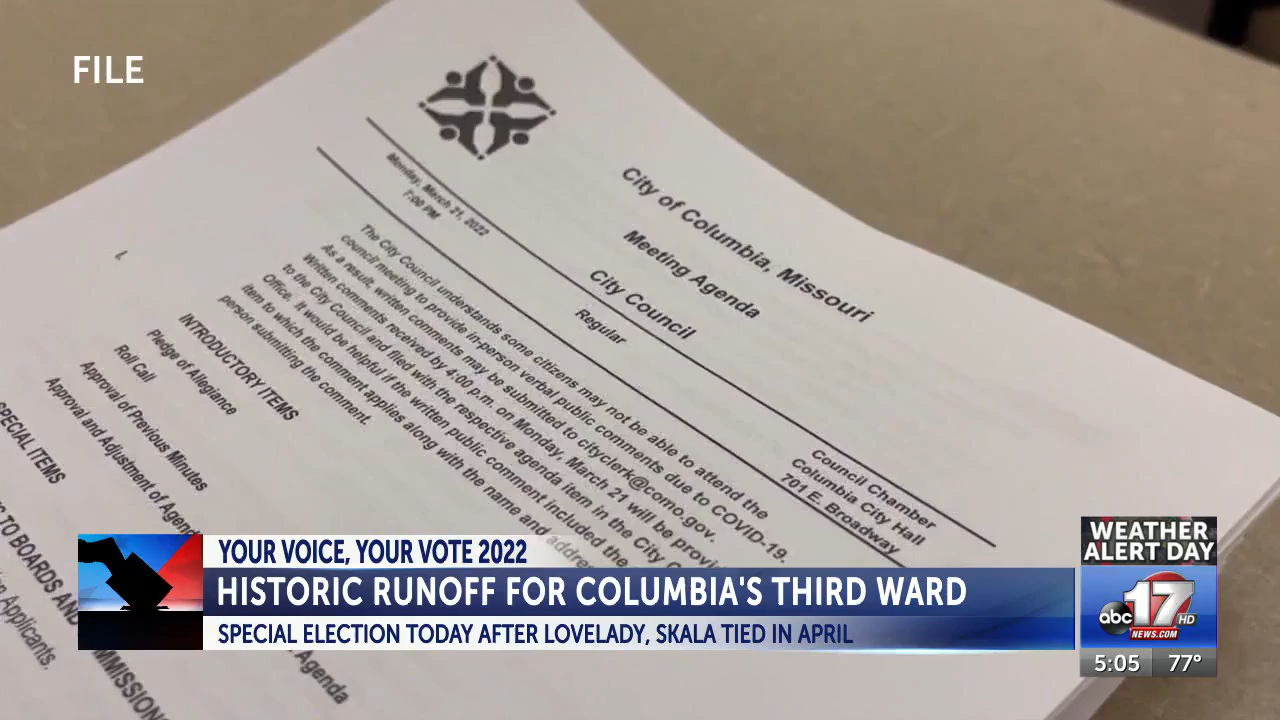 FILE
City of Columbia, Missouri
Meeting Agenda
City Council
Regular
Monday, March 21, 2022
7:00 PM
Council Chamber
Columbia City Hall
701 E. Broadway
The City Council understands some citizens may not be able to attend the
council meeting to provide in-person verbal public comments due to COVID-19.
As a result, written comments may be submitted to cityclerk@como.gov.
Written comments received by 4:00 p.m. on Monday, March 21 will be
to the City Council and filed with the respective agenda item in the City
Office. It would be helpful if the written public comment included the
item to which the comment applies along with the name and
person submitting the comment.
INTRODUCTORY ITEMS
Pledge of Allegiance
Roll Call
Approval of Previous Minutes
Approval and Adjustment of
ITEMS
TO BOARDS AND
Applicants.
Agenda
YOUR VOICE, YOUR VOTE 2022
HISTORIC RUNOFF FOR COLUMBIA'S THIRD WARD
SPECIAL ELECTION TODAY AFTER LOVELADY, SKALA TIED IN APRIL
WEATHER
ALERT DAY
abc 17 HD
NEWS.COM
5:05 77°